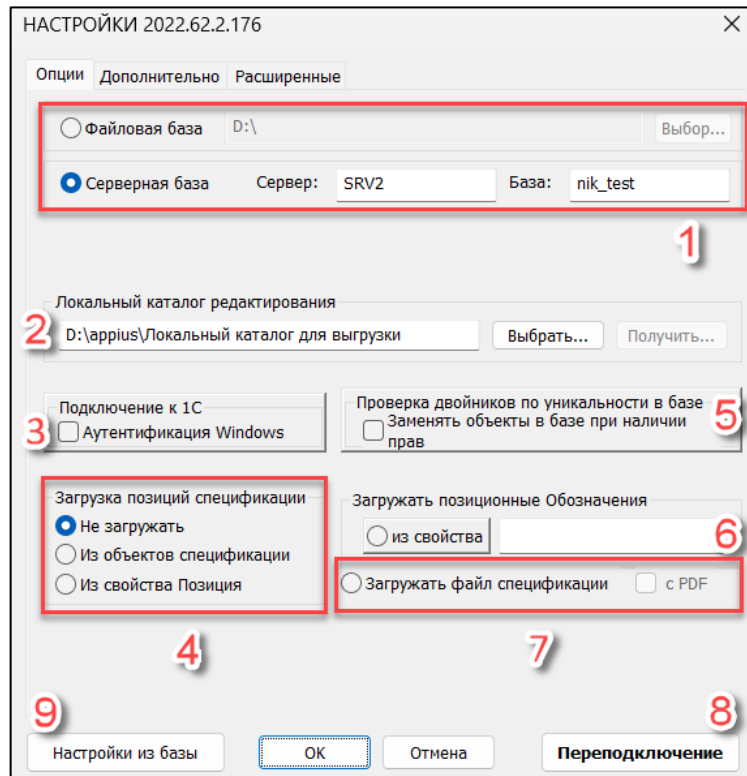 НАСТРОЙКИ 2022.62.2.176
Опции Дополнительно Расширенные
Файловая база D:\ Выбор...
Серверная база Сервер: SRV2 База: nik_test
1
Локальный каталог редактирования
2 D:\appius\Локальный каталог для выгрузки Выбрать... Получить...
Подключение к 1С
3 Аутентификация Windows
Проверка двойников по уникальности в базе
Заменять объекты в базе при наличии
прав
5
Загрузка позиций спецификации
Не загружать
Из объектов спецификации
Из свойства Позиция
4
Загружать позиционные Обозначения
из свойства 6
Загружать файл спецификации с PDF
7
9
8
Настройки из базы ОК Отмена Переподключение